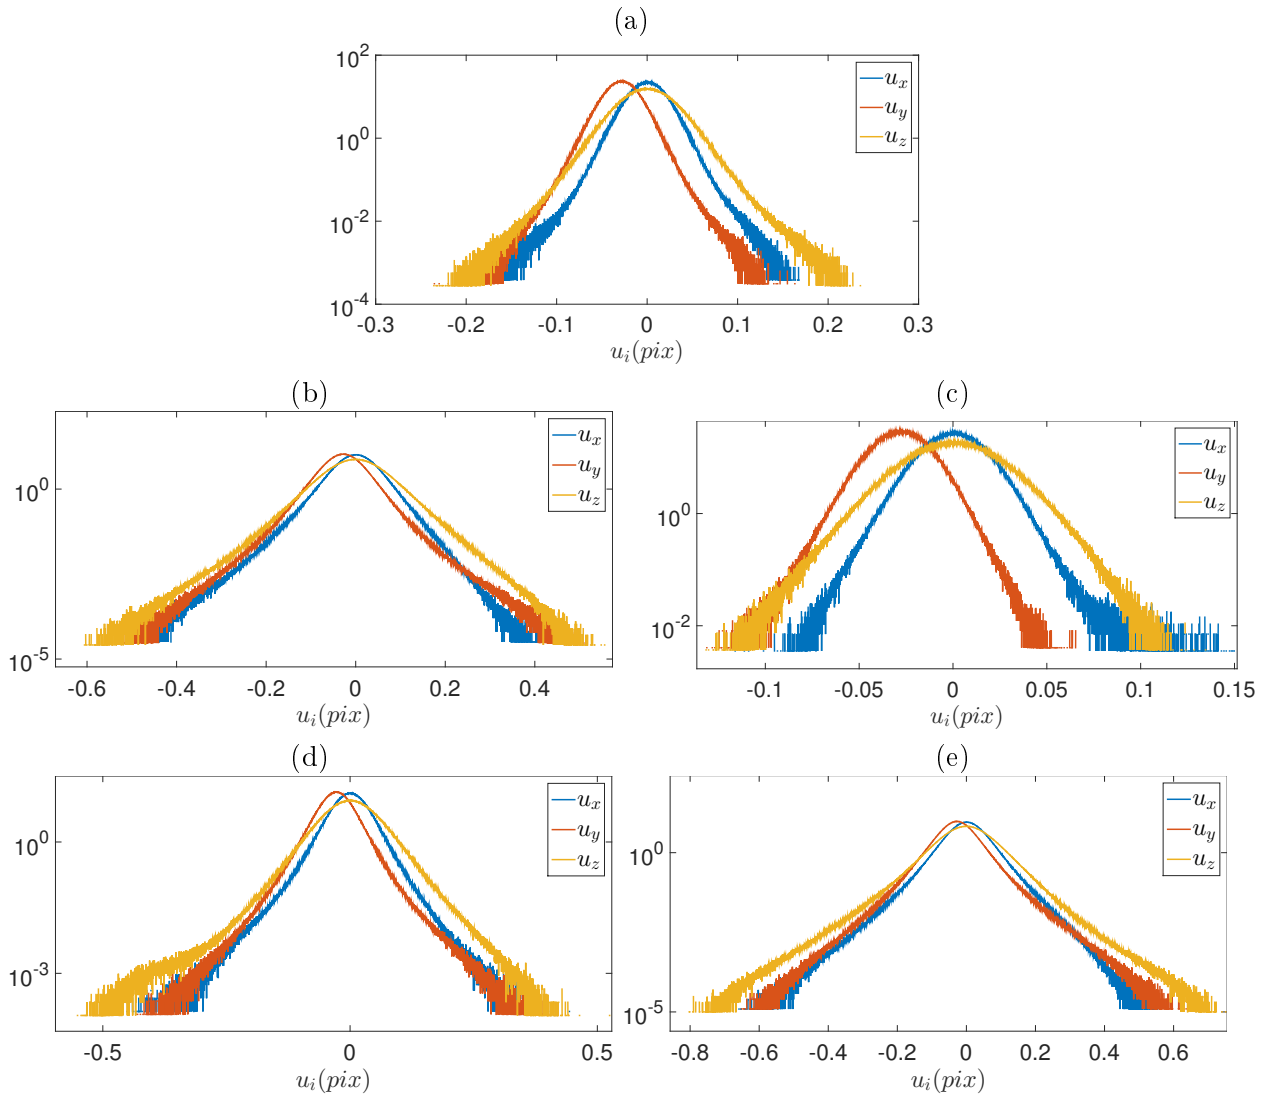 (a)
10^2
10^0
10^-2
10^-4
-0.3 -0.2 -0.1 0 0.1 0.2 0.3
u_i(pix)
u_x
u_y
u_z
(b)
10^0
10^-5
-0.6 -0.4 -0.2 0 0.2 0.4
u_i(pix)
u_x
u_y
u_z
(c)
10^0
10^-2
-0.1 -0.05 0 0.05 0.1 0.15
u_i(pix)
u_x
u_y
u_z
(d)
10^0
10^-3
-0.5 0 0.5
u_i(pix)
u_x
u_y
u_z
(e)
10^0
10^-5
-0.8 -0.6 -0.4 -0.2 0 0.2 0.4 0.6
u_i(pix)
u_x
u_y
u_z